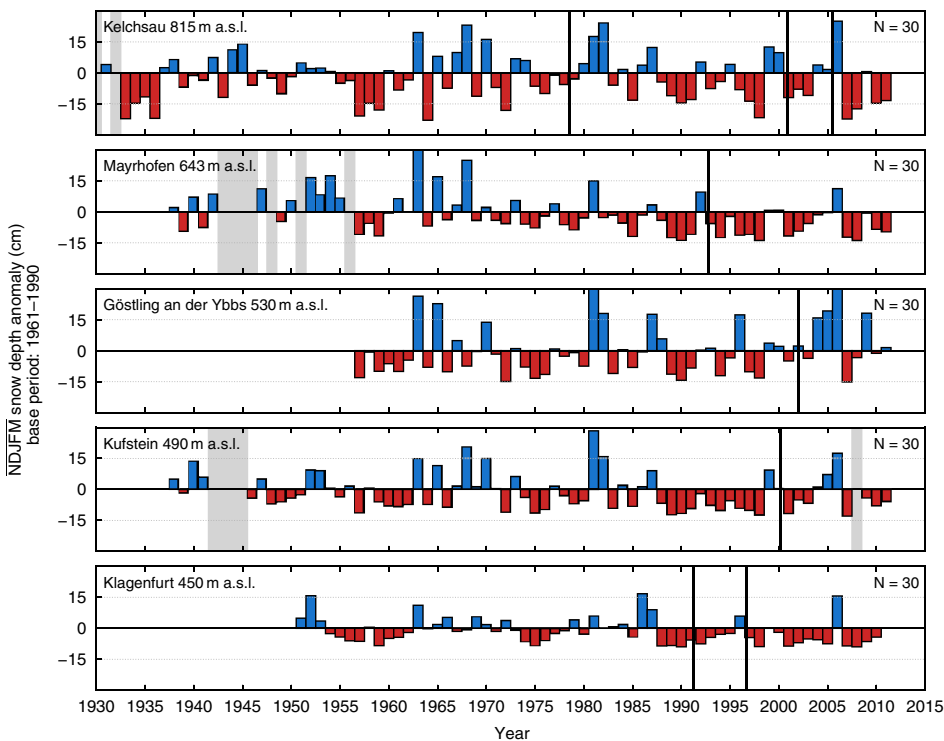 Kelchsau 815 m a.s.l.
N = 30
15
0
−15
Mayrhofen 643 m a.s.l.
N = 30
15
0
−15
Göstling an der Ybbs 530 m a.s.l.
N = 30
15
0
−15
Kufstein 490 m a.s.l.
N = 30
15
0
−15
Klagenfurt 450 m a.s.l.
N = 30
15
0
−15
NDJFM snow depth anomaly (cm)
base period: 1961–1990
1930 1935 1940 1945 1950 1955 1960 1965 1970 1975 1980 1985 1990 1995 2000 2005 2010 2015
Year